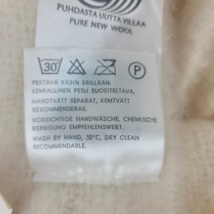 PUHDASTA UUTTA VILLAA
PURE NEW WOOL
30 P
PESTÄVÄ KÄSIN ERILLÄÄN
KEMIALLINEN PESU SUOSITELTAVA.
HANDTVÄTT SEPARAT, KEMTVÄTT
REKOMMENDERAS.
VORSICHTIGE HANDWÄSCHE, CHEMISCHE
REINIGUNG EMPFEHLENSWERT.
WASH BY HAND, 30°C, DRY CLEAN
RECOMMENDABLE.